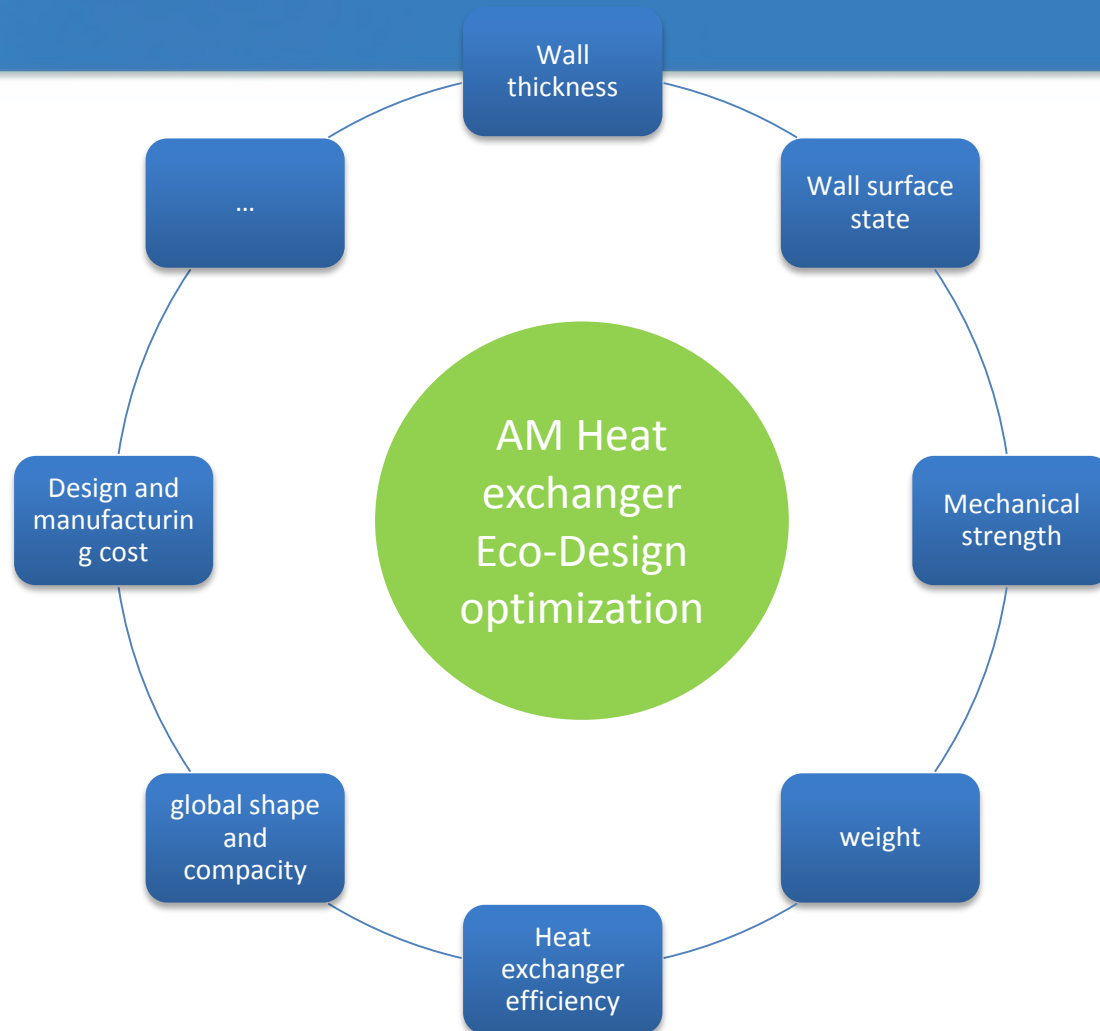 Wall
thickness
...
Wall surface
state
AM Heat
exchanger
Eco-Design
optimization
Design and
manufacturin
g cost
Mechanical
strength
global shape
and
compacity
weight
Heat
exchanger
efficiency